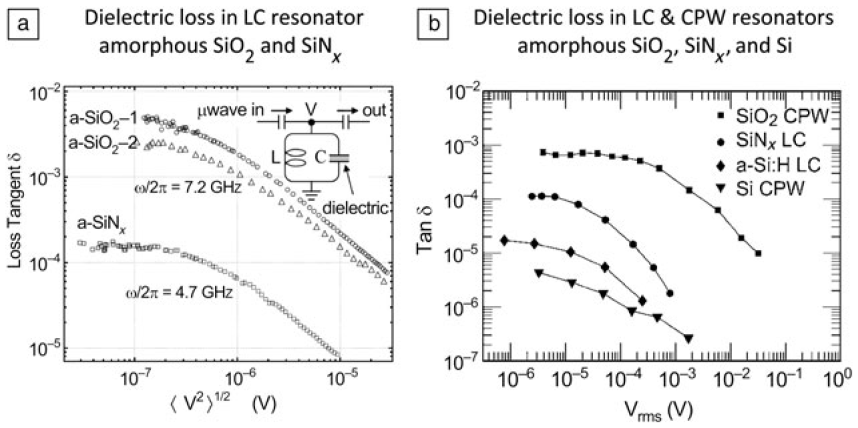 a
Dielectric loss in LC resonator
amorphous SiO₂ and SiNₓ
10⁻²
10⁻³
10⁻⁴
10⁻⁵
Loss Tangent δ
a-SiO₂–1
a-SiO₂–2
ω/2π = 7.2 GHz
a-SiNₓ
ω/2π = 4.7 GHz
μwave in V out
L C
dielectric
10⁻⁷ 10⁻⁶ 10⁻⁵
⟨ V² ⟩¹ᐟ² (V)
b
Dielectric loss in LC & CPW resonators
amorphous SiO₂, SiNₓ, and Si
10⁻²
10⁻³
10⁻⁴
10⁻⁵
10⁻⁶
10⁻⁷
Tan δ
SiO₂ CPW
SiNₓ LC
a-Si:H LC
Si CPW
10⁻⁶ 10⁻⁵ 10⁻⁴ 10⁻³ 10⁻² 10⁻¹
Vrms (V)